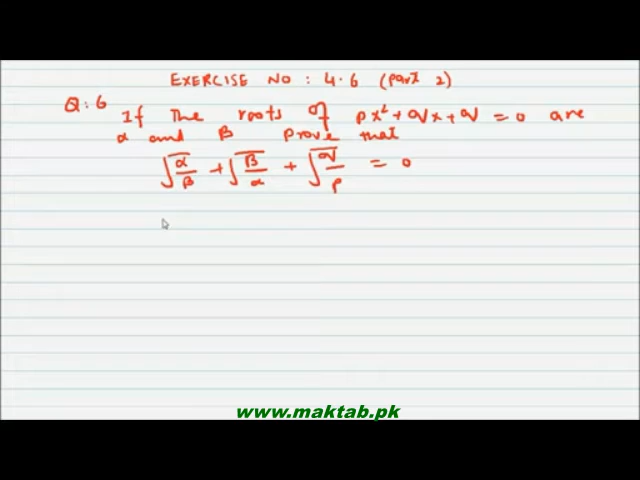 EXERCISE NO : 4.6 (part 2)
Q:6 If the roots of px²+qx+q = 0 are
α and β prove that
√α/β + √β/α + √q/p = 0
www.maktab.pk